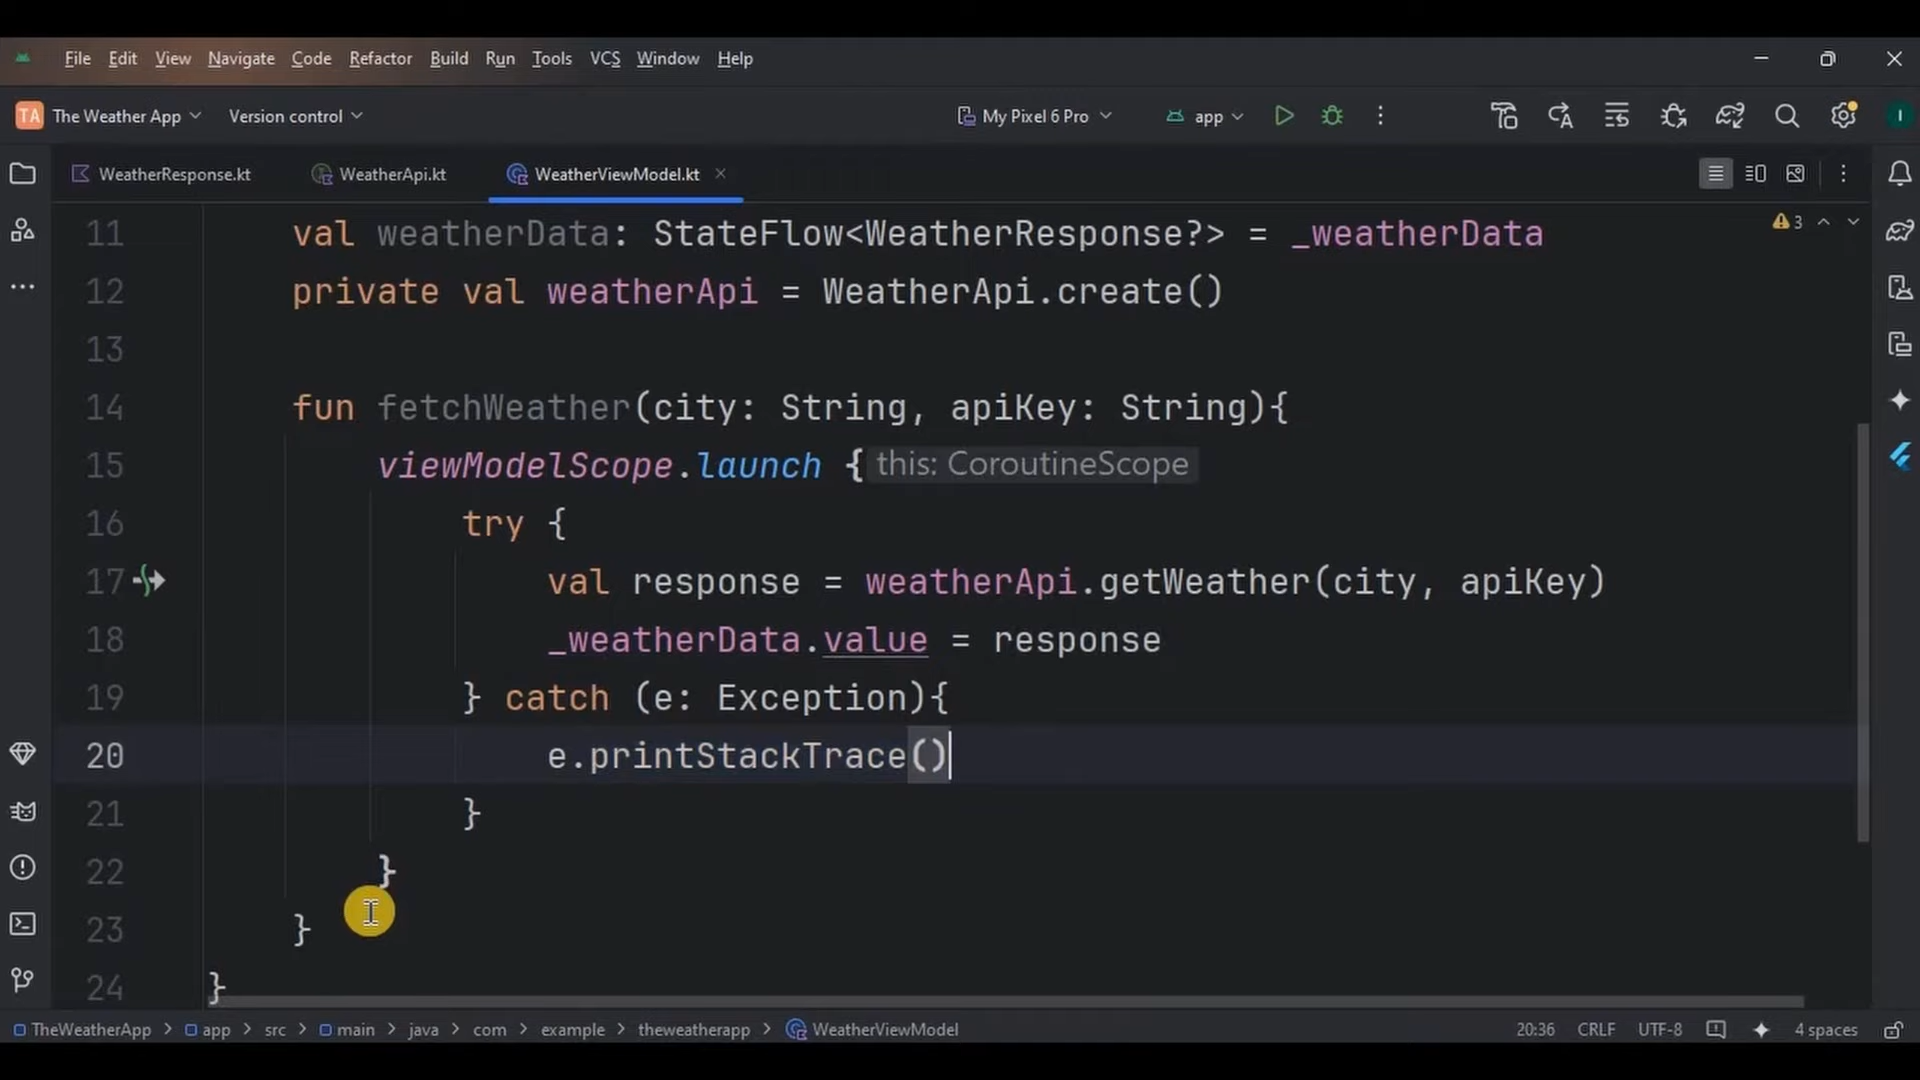 File Edit View Navigate Code Refactor Build Run Tools VCS Window Help
TA The Weather App Version control My Pixel 6 Pro app I
WeatherResponse.kt WeatherApi.kt WeatherViewModel.kt
3
11 val weatherData: StateFlow<WeatherResponse?> = _weatherData
12 private val weatherApi = WeatherApi.create()
13
14 fun fetchWeather(city: String, apiKey: String){
15 viewModelScope.launch { this: CoroutineScope
16 try {
17 val response = weatherApi.getWeather(city, apiKey)
18 _weatherData.value = response
19 } catch (e: Exception){
20 e.printStackTrace()
21 }
22 }
23 }
24 }
TheWeatherApp > app > src > main > java > com > example > theweatherapp > WeatherViewModel 20:36 CRLF UTF-8 4 spaces